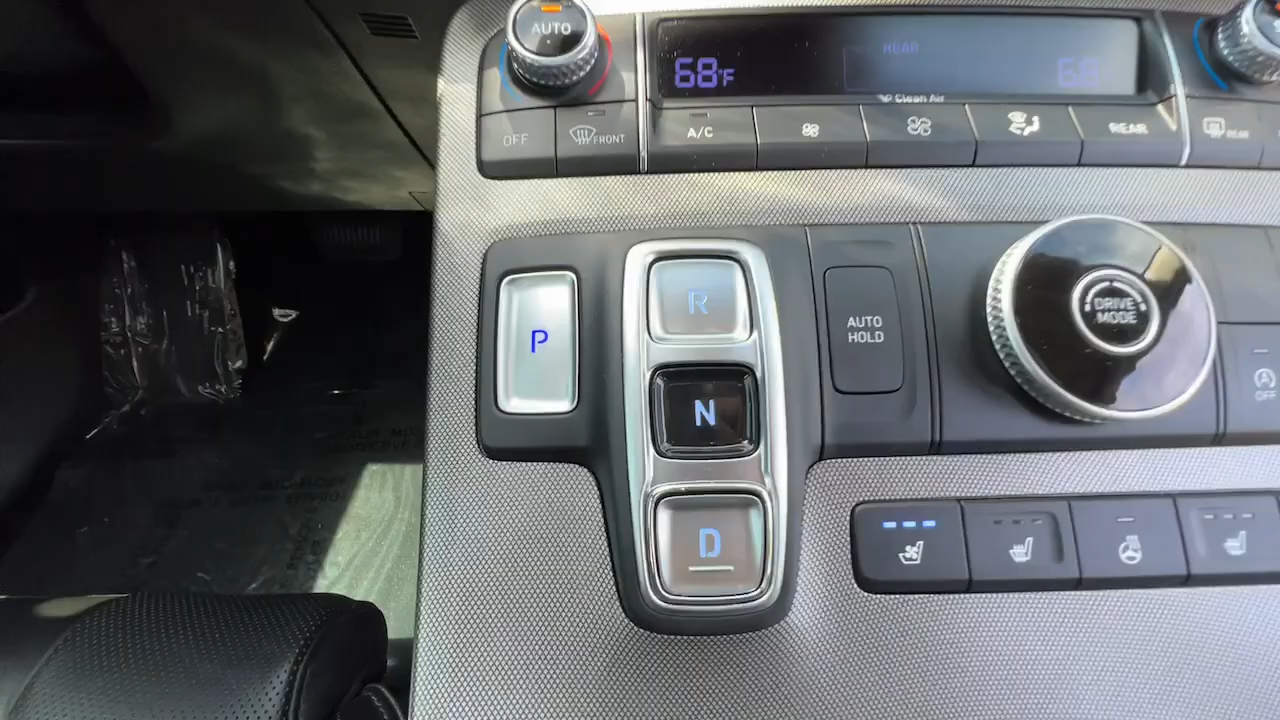 AUTO
68°F
REAR
68
Clean Air
OFF
FRONT
A/C
REAR
REAR
P
R
N
D
AUTO
HOLD
DRIVE
MODE
OFF